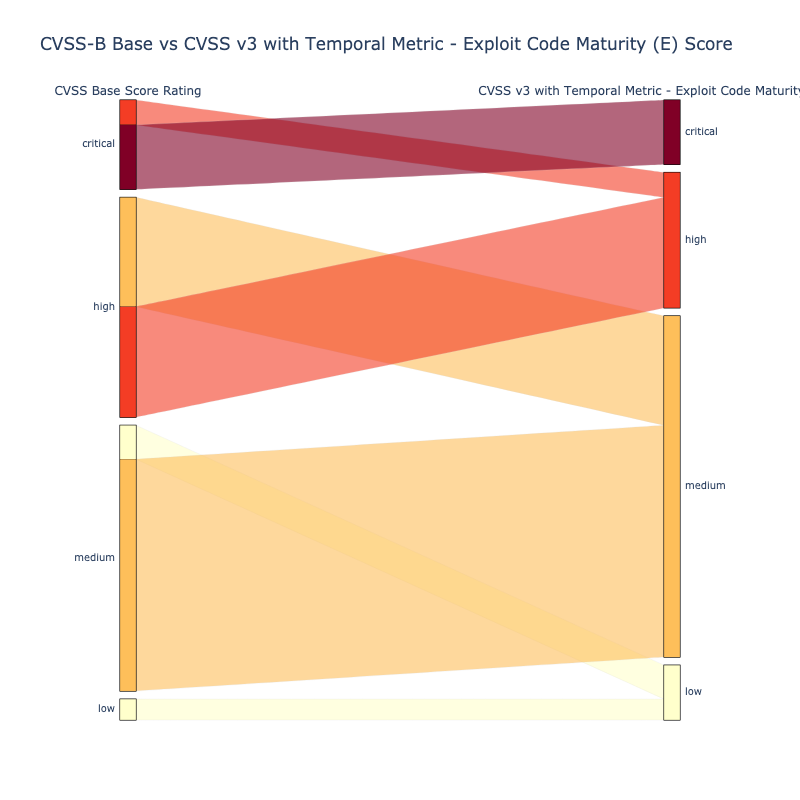 CVSS-B Base vs CVSS v3 with Temporal Metric - Exploit Code Maturity (E) Score
CVSS Base Score Rating
CVSS v3 with Temporal Metric - Exploit Code Maturity
critical
critical
high
high
medium
medium
low
low